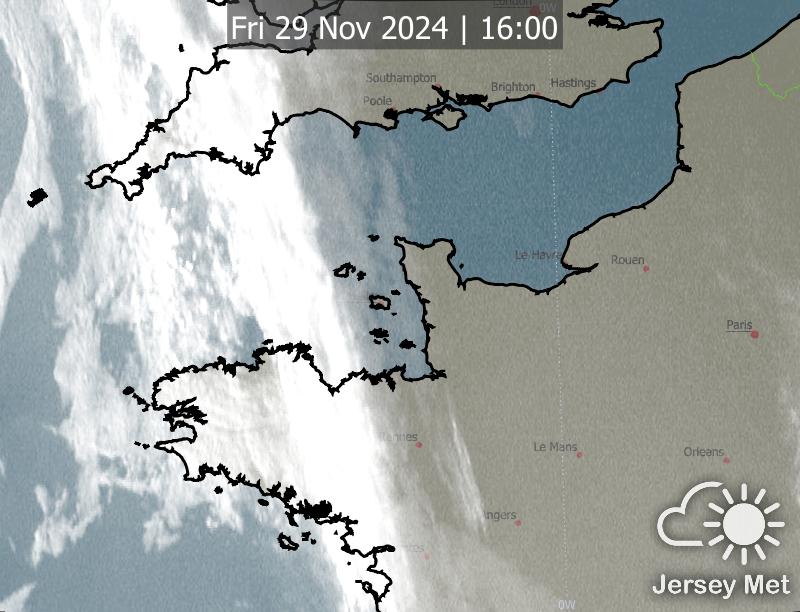 London
0W
Fri 29 Nov 2024 | 16:00
Southampton
Brighton
Hastings
Poole
Le Havre
Rouen
Paris
Rennes
Le Mans
Orleans
Angers
0W
Jersey Met